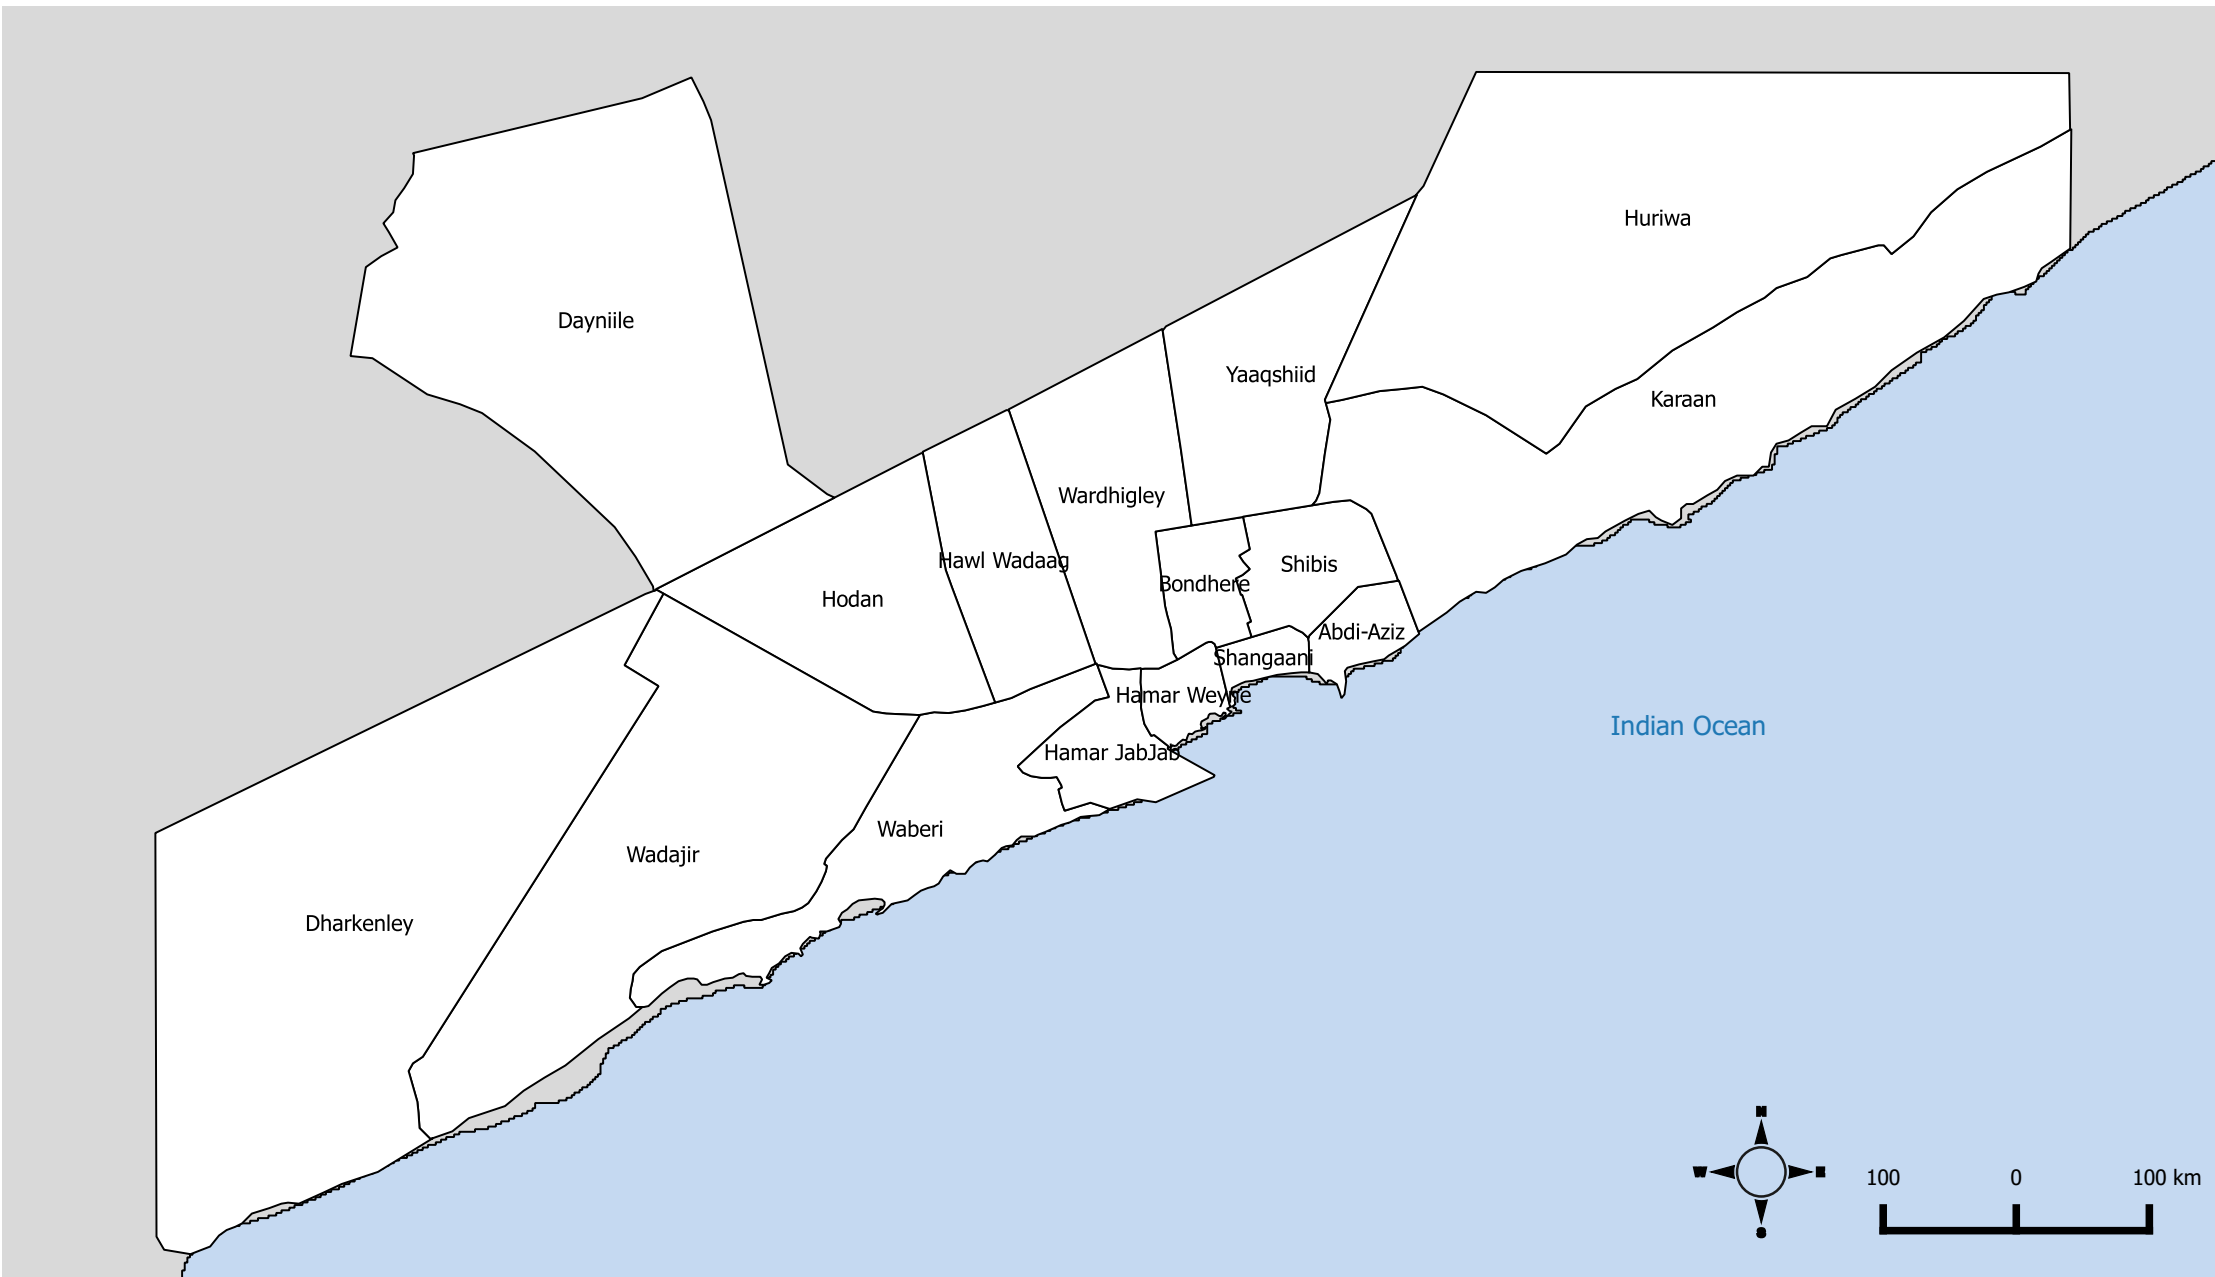 Huriwa
Dayniile
Yaaqshiid
Karaan
Wardhigley
Hawl Wadaag
Shibis
Bondhere
Hodan
Abdi-Aziz
Shangaani
Hamar Weyne
Indian Ocean
Hamar JabJab
Waberi
Wadajir
Dharkenley
N
W
E
S
100 0 100 km